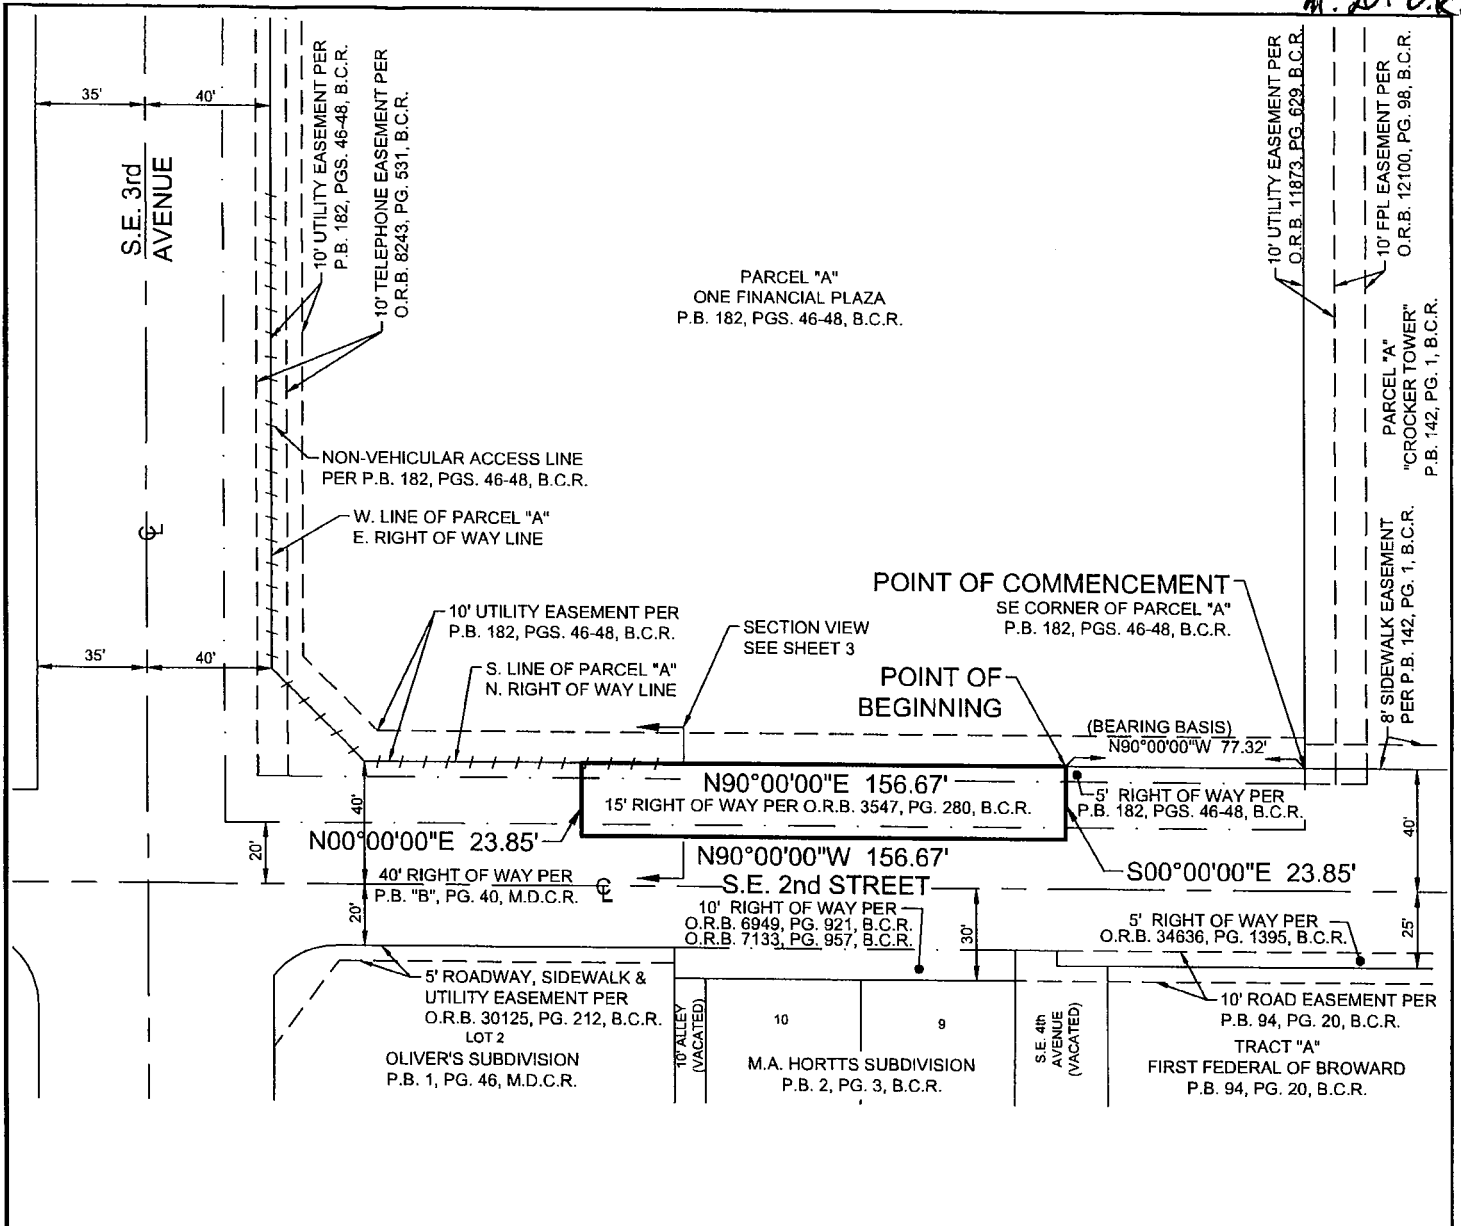 35'
40'
S.E. 3rd
AVENUE
10' UTILITY EASEMENT PER
P.B. 182, PGS. 46-48, B.C.R.
10' TELEPHONE EASEMENT PER
O.R.B. 8243, PG. 531, B.C.R.
PARCEL "A"
ONE FINANCIAL PLAZA
P.B. 182, PGS. 46-48, B.C.R.
10' UTILITY EASEMENT PER
O.R.B. 11873, PG. 629, B.C.R.
10' FPL EASEMENT PER
O.R.B. 12100, PG. 98, B.C.R.
PARCEL "A"
"CROCKER TOWER"
P.B. 142, PG. 1, B.C.R.
NON-VEHICULAR ACCESS LINE
PER P.B. 182, PGS. 46-48, B.C.R.
W. LINE OF PARCEL "A"
E. RIGHT OF WAY LINE
8' SIDEWALK EASEMENT
PER P.B. 142, PG. 1, B.C.R.
POINT OF COMMENCEMENT
SE CORNER OF PARCEL "A"
P.B. 182, PGS. 46-48, B.C.R.
10' UTILITY EASEMENT PER
P.B. 182, PGS. 46-48, B.C.R.
SECTION VIEW
SEE SHEET 3
35'
40'
S. LINE OF PARCEL "A"
N. RIGHT OF WAY LINE
POINT OF
BEGINNING
(BEARING BASIS)
N90°00'00"W 77.32'
N90°00'00"E 156.67'
15' RIGHT OF WAY PER O.R.B. 3547, PG. 280, B.C.R.
5' RIGHT OF WAY PER
P.B. 182, PGS. 46-48, B.C.R.
40'
40'
20'
N00°00'00"E 23.85'
N90°00'00"W 156.67'
S00°00'00"E 23.85'
40' RIGHT OF WAY PER
P.B. "B", PG. 40, M.D.C.R.
S.E. 2nd STREET
20'
10' RIGHT OF WAY PER
O.R.B. 6949, PG. 921, B.C.R.
O.R.B. 7133, PG. 957, B.C.R.
30'
5' RIGHT OF WAY PER
O.R.B. 34636, PG. 1395, B.C.R.
25'
5' ROADWAY, SIDEWALK &
UTILITY EASEMENT PER
O.R.B. 30125, PG. 212, B.C.R.
LOT 2
OLIVER'S SUBDIVISION
P.B. 1, PG. 46, M.D.C.R.
10' ALLEY
(VACATED)
10
9
M.A. HORTTS SUBDIVISION
P.B. 2, PG. 3, B.C.R.
S.E. 4th
AVENUE
(VACATED)
10' ROAD EASEMENT PER
P.B. 94, PG. 20, B.C.R.
TRACT "A"
FIRST FEDERAL OF BROWARD
P.B. 94, PG. 20, B.C.R.